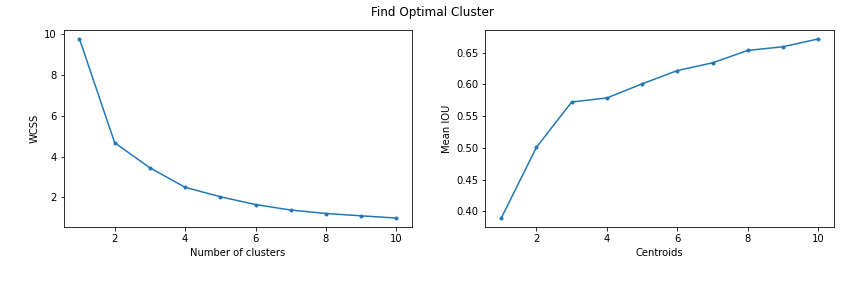 Find Optimal Cluster
WCSS
10
8
6
4
2
2 4 6 8 10
Number of clusters
Mean IOU
0.65
0.60
0.55
0.50
0.45
0.40
2 4 6 8 10
Centroids